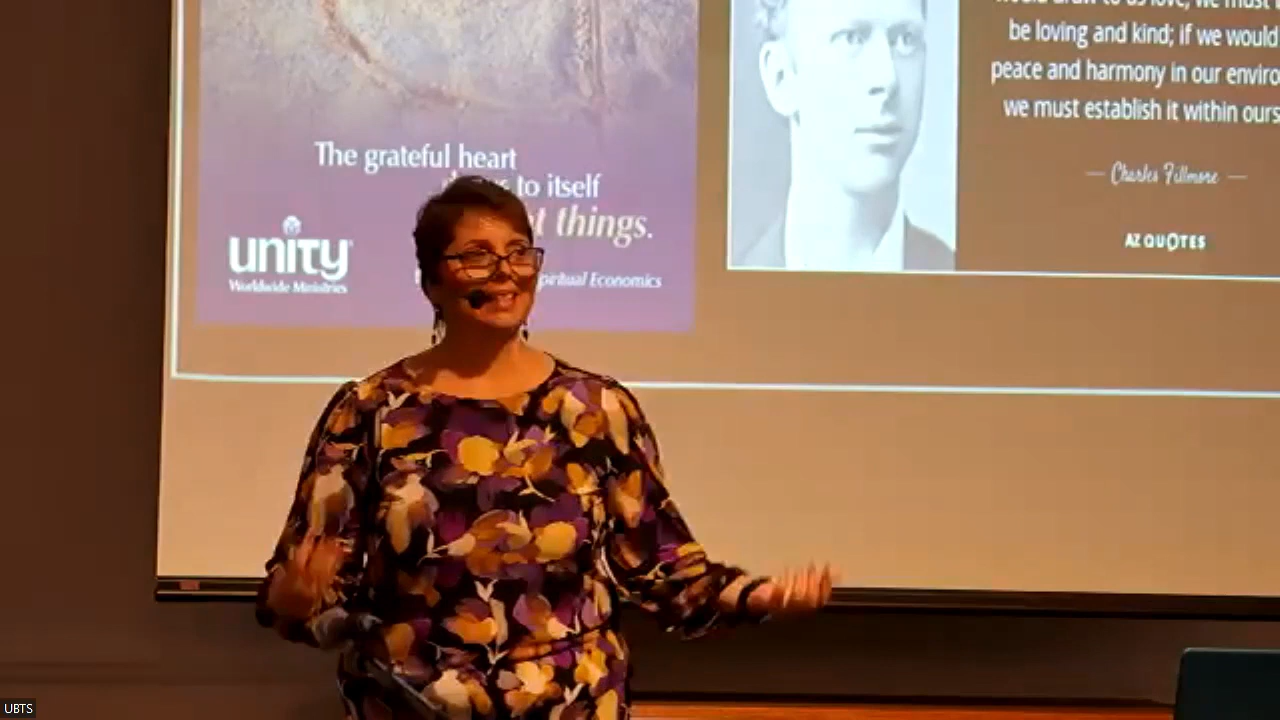 The grateful heart
to itself
things.
unity
Worldwide Ministries
Spiritual Economics
be loving and kind; if we would
peace and harmony in our enviro
we must establish it within ours
— Charles Fillmore —
AZ QUOTES
UBTS